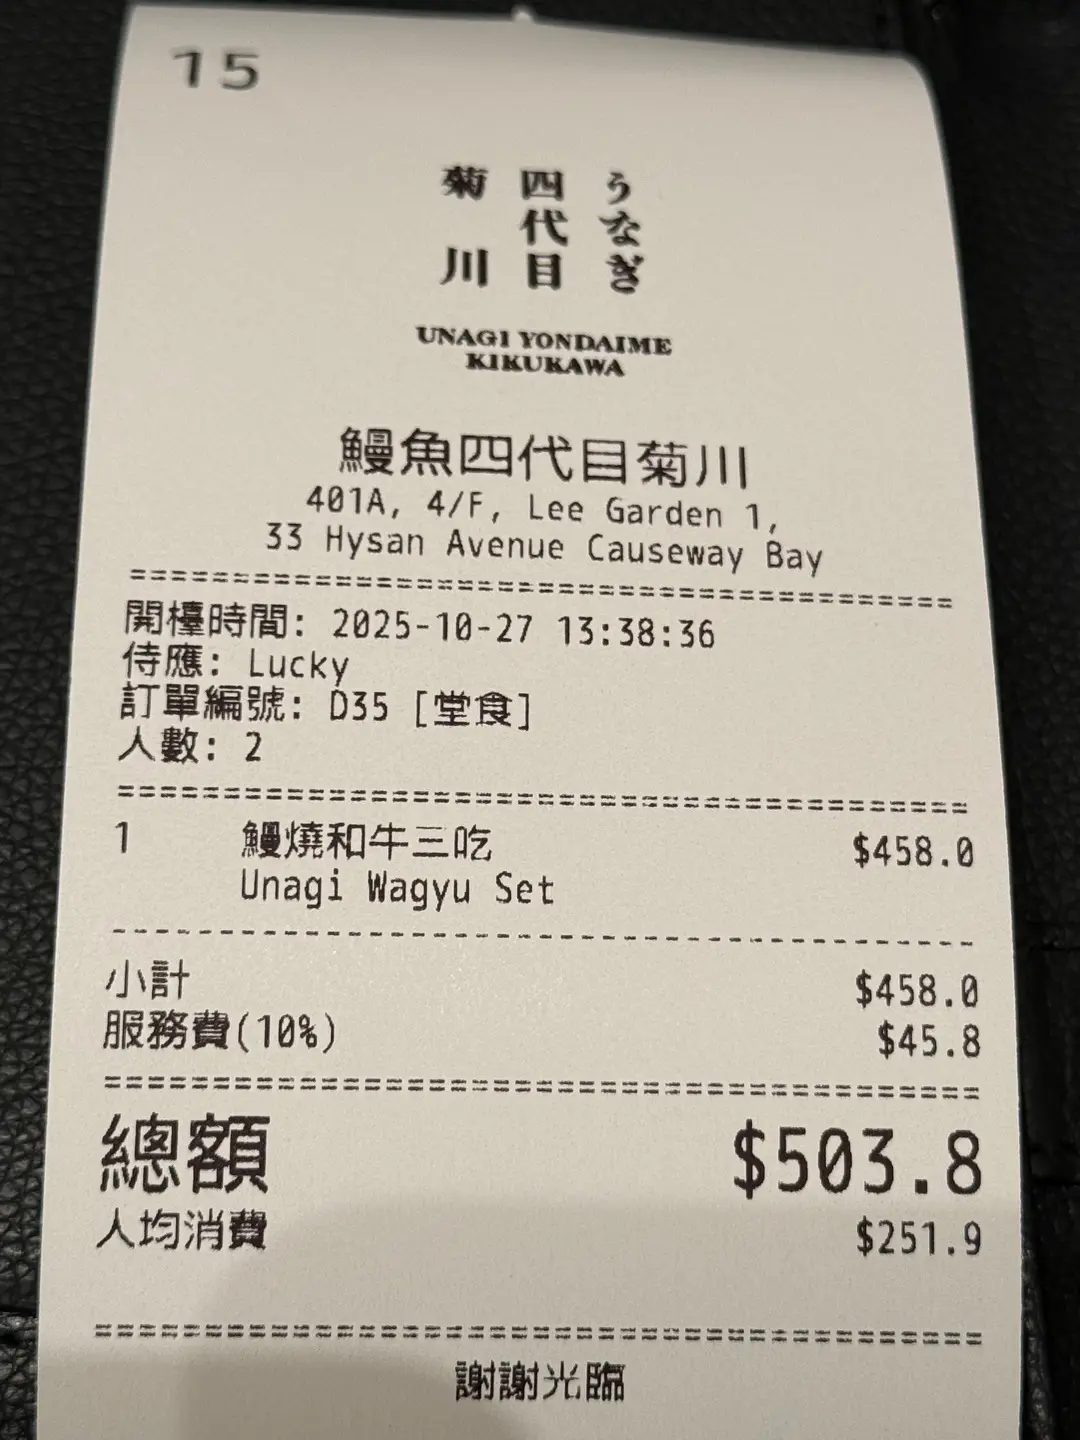 15
うなぎ
四代目
菊川
UNAGI YONDAIME
KIKUKAWA
鰻魚四代目菊川
401A, 4/F, Lee Garden 1,
33 Hysan Avenue Causeway Bay
========================================
開檯時間: 2025-10-27 13:38:36
侍應: Lucky
訂單編號: D35 [堂食]
人數: 2
========================================
1 鰻燒和牛三吃 $458.0
Unagi Wagyu Set
----------------------------------------
小計 $458.0
服務費(10%) $45.8
========================================
總額 $503.8
人均消費 $251.9
========================================
謝謝光臨